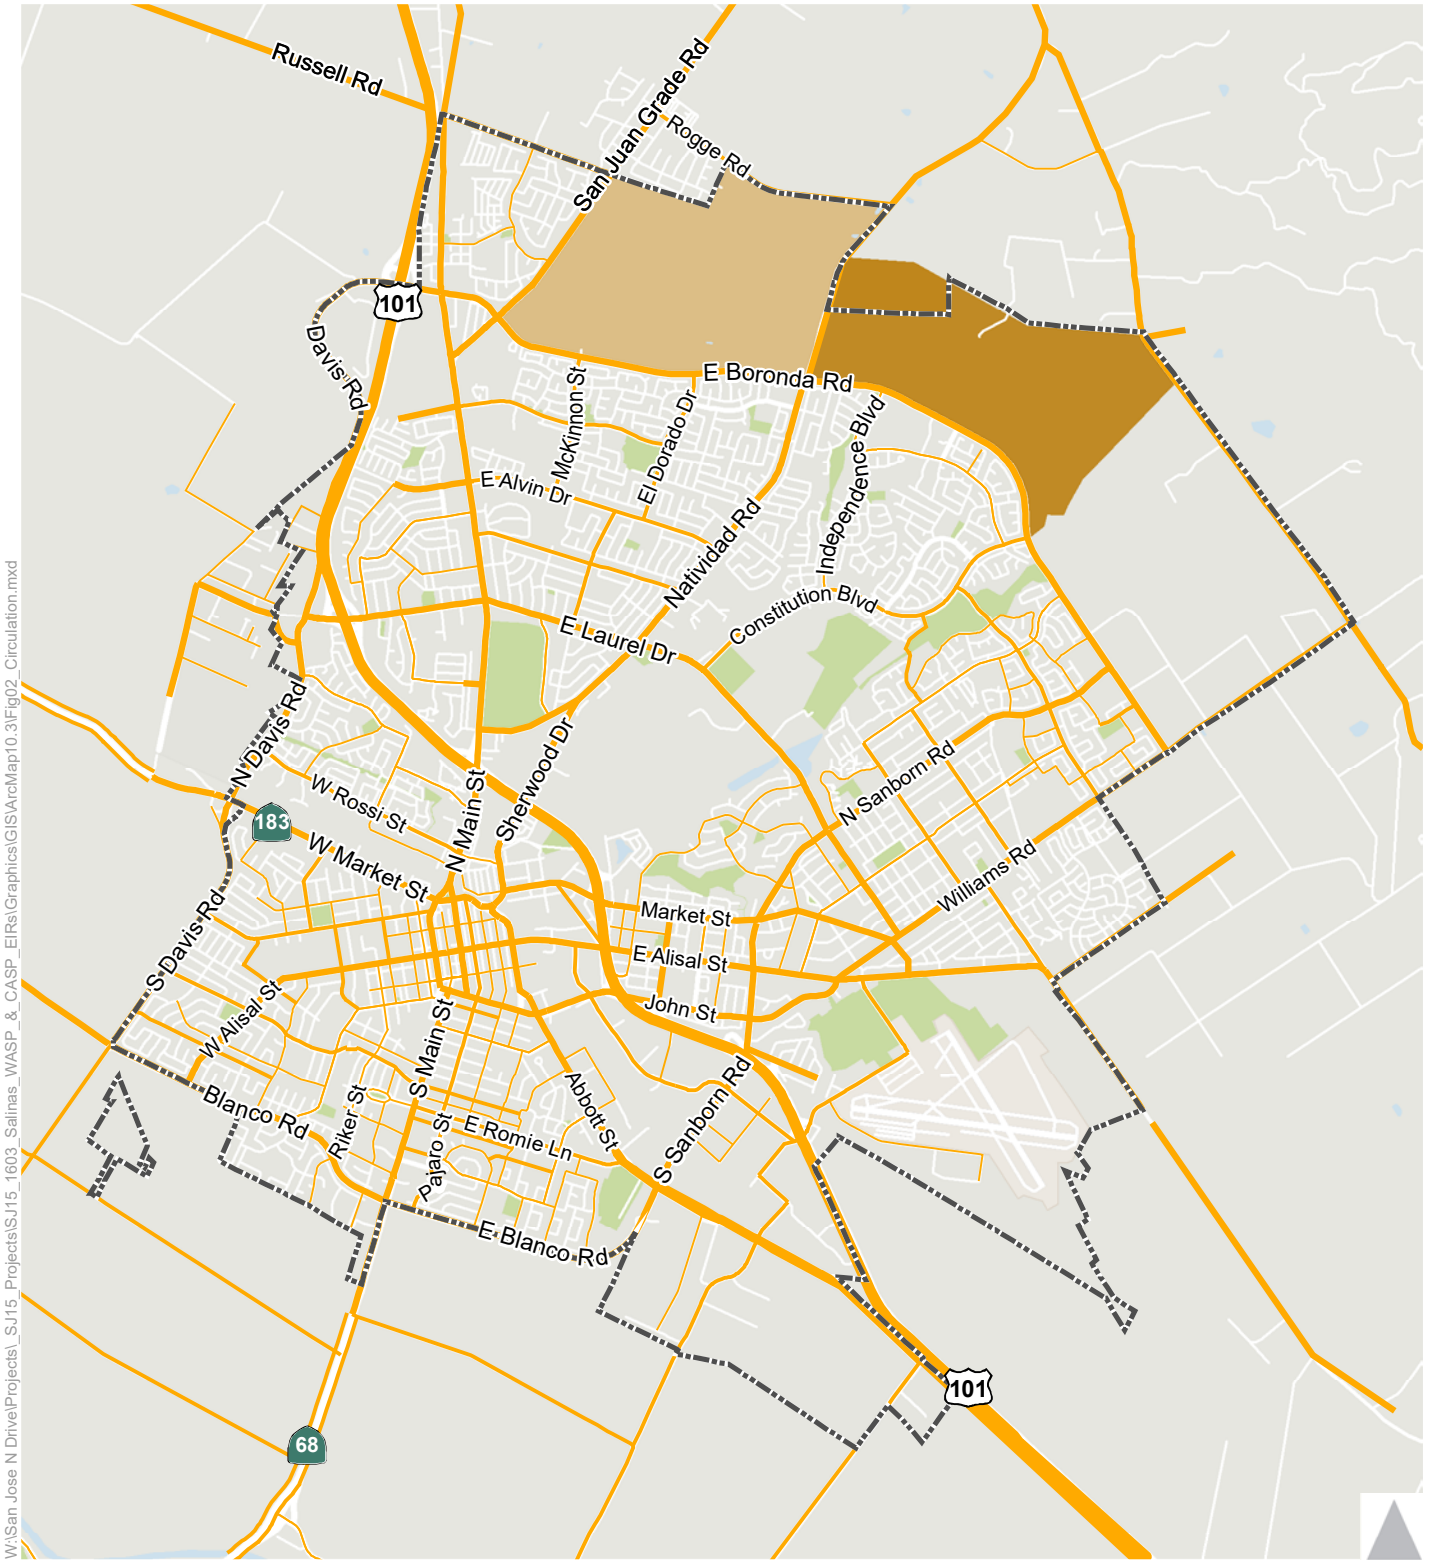 Russell Rd
San Juan Grade Rd
Rogge Rd
101
Davis Rd
E Boronda Rd
McKinnon St
El Dorado Dr
Independence Blvd
E Alvin Dr
Natividad Rd
Constitution Blvd
E Laurel Dr
N Davis Rd
Sherwood Dr
W Rossi St
N Main St
N Sanborn Rd
183
W Market St
Williams Rd
Market St
S Davis Rd
E Alisal St
W Alisal St
John St
S Main St
Blanco Rd
Riker St
Pajaro St
E Romie Ln
Abbott St
S Sanborn Rd
E Blanco Rd
101
68
W:\San Jose N Drive\Projects\_SJ15_Projects\SJ15_1603_Salinas_WASP_&_CASP_EIRs\Graphics\GIS\ArcMap10.3\Fig02_Circulation.mxd